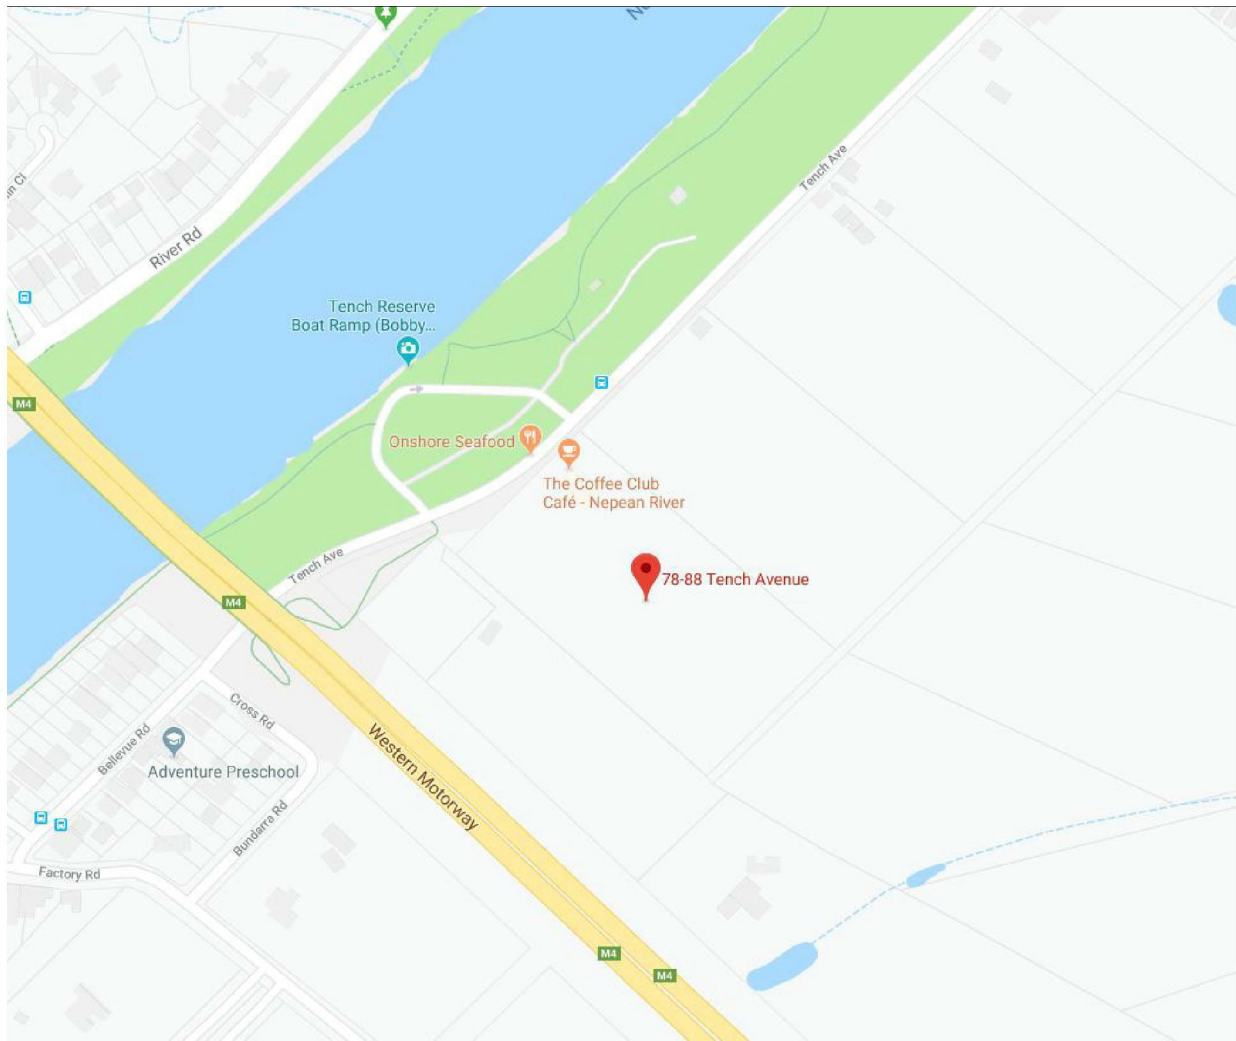 Tench Ave
in Cl
River Rd
Tench Reserve
Boat Ramp (Bobby...
M4
Onshore Seafood
The Coffee Club
Café - Nepean River
Tench Ave
78-88 Tench Avenue
M4
Cross Rd
Bellevue Rd
Western Motorway
Adventure Preschool
Bundarra Rd
Factory Rd
M4
M4